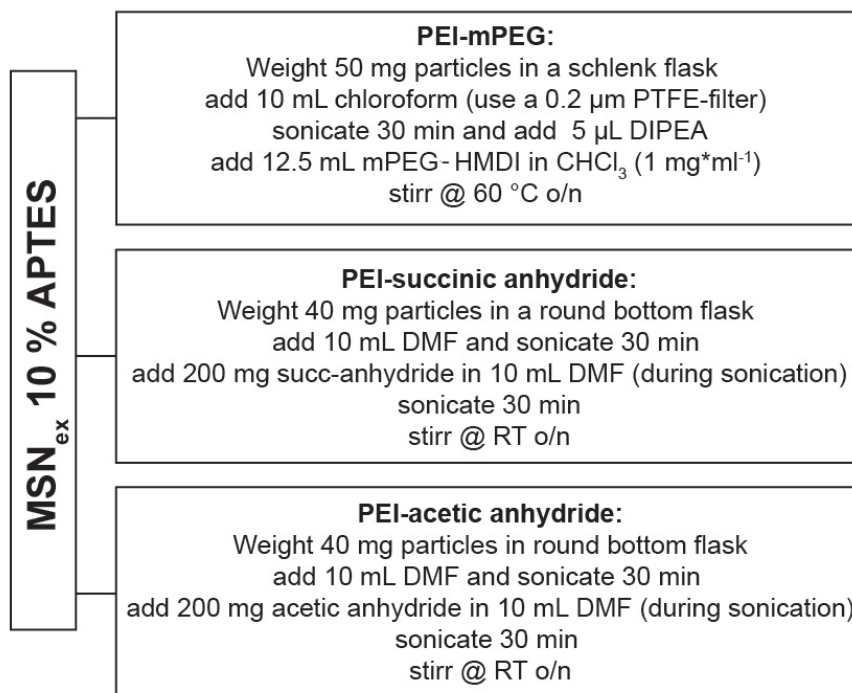 MSNex 10 % APTES
PEI-mPEG:
Weight 50 mg particles in a schlenk flask
add 10 mL chloroform (use a 0.2 µm PTFE-filter)
sonicate 30 min and add 5 µL DIPEA
add 12.5 mL mPEG-HMDI in CHCl₃ (1 mg*ml⁻¹)
stirr @ 60 °C o/n
PEI-succinic anhydride:
Weight 40 mg particles in a round bottom flask
add 10 mL DMF and sonicate 30 min
add 200 mg succ-anhydride in 10 mL DMF (during sonication)
sonicate 30 min
stirr @ RT o/n
PEI-acetic anhydride:
Weight 40 mg particles in round bottom flask
add 10 mL DMF and sonicate 30 min
add 200 mg acetic anhydride in 10 mL DMF (during sonication)
sonicate 30 min
stirr @ RT o/n